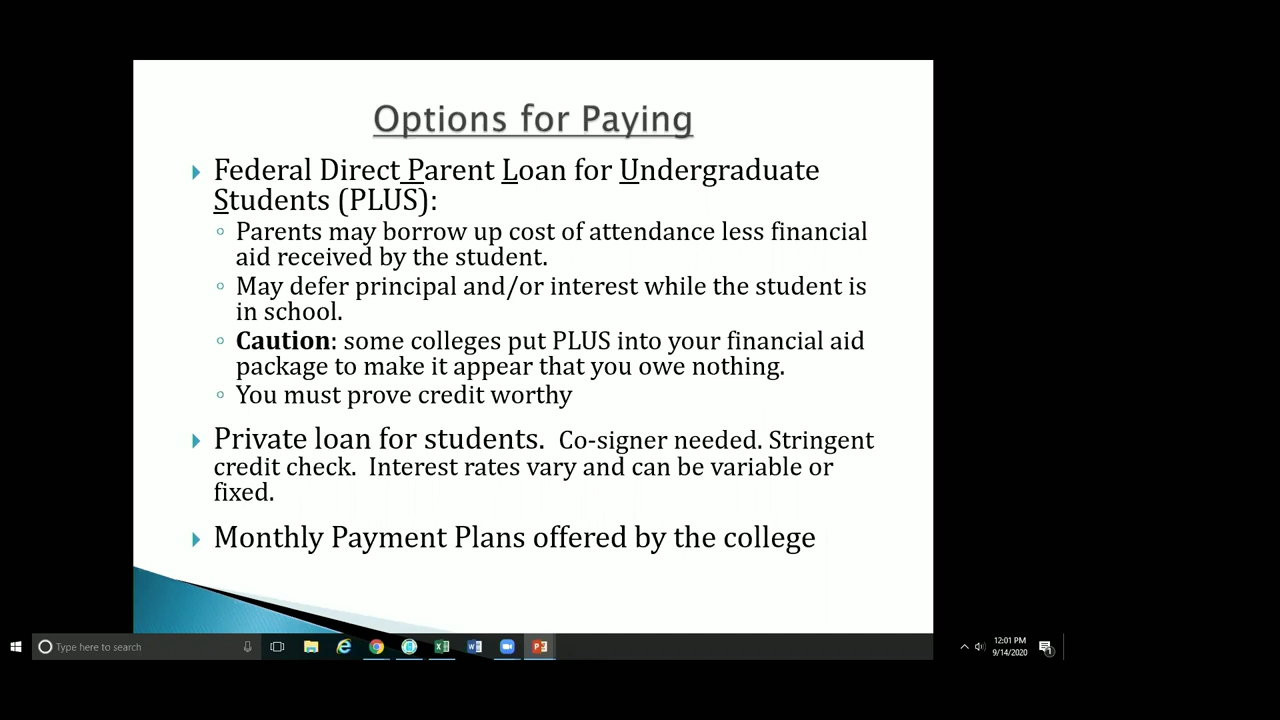 Options for Paying
Federal Direct Parent Loan for Undergraduate
Students (PLUS):
Parents may borrow up cost of attendance less financial
aid received by the student.
May defer principal and/or interest while the student is
in school.
Caution: some colleges put PLUS into your financial aid
package to make it appear that you owe nothing.
You must prove credit worthy
Private loan for students.  Co-signer needed. Stringent
credit check.  Interest rates vary and can be variable or
fixed.
Monthly Payment Plans offered by the college
Type here to search
12:01 PM
9/14/2020
1